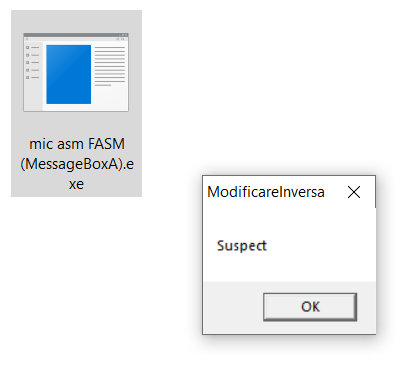 mic asm FASM
(MessageBoxA).e
xe
ModificareInversa
Suspect
OK